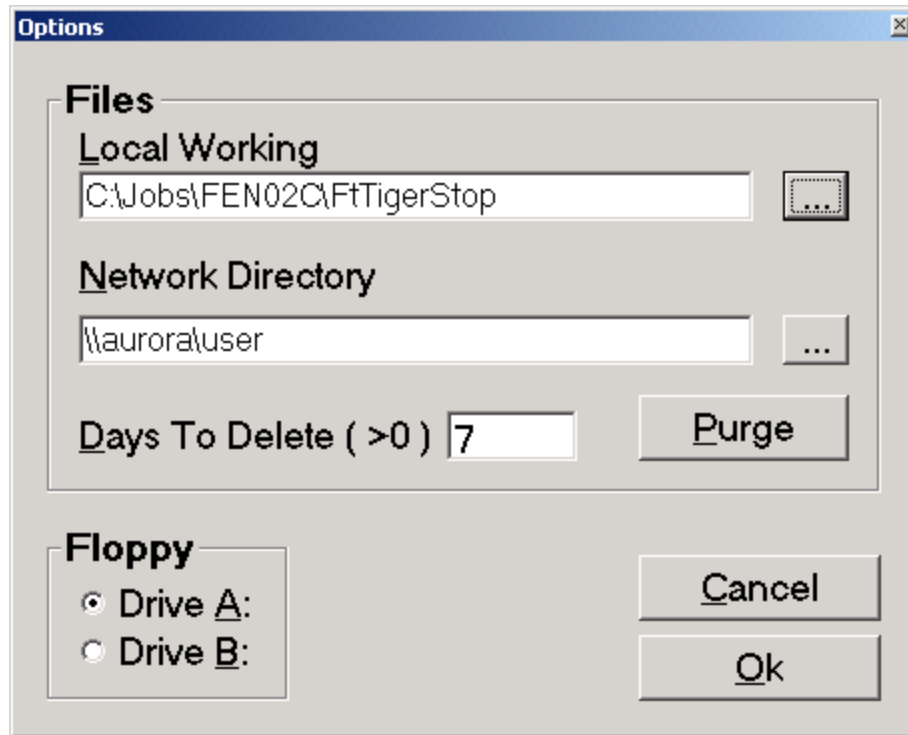 Options
Files
Local Working
C:\Jobs\FEN02C\FtTigerStop
...
Network Directory
\\aurora\user
...
Days To Delete ( >0 ) 7
Purge
Floppy
Drive A:
Drive B:
Cancel
Ok